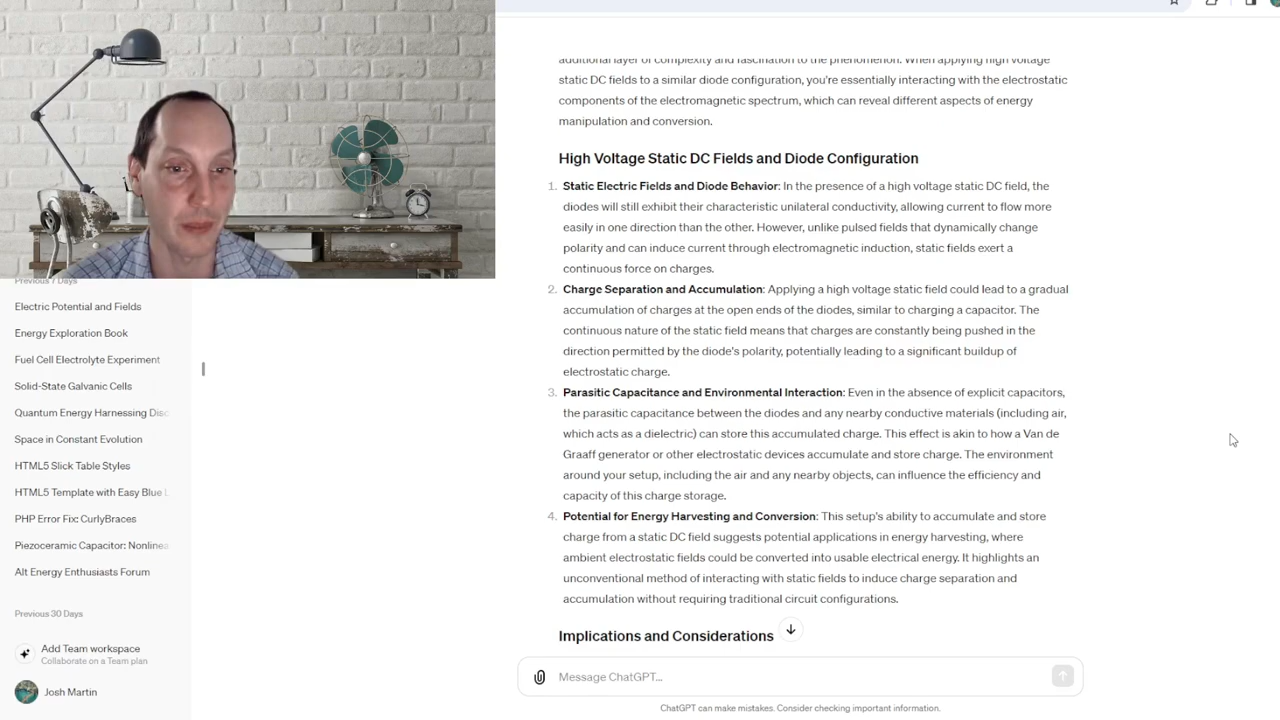 additional layer of complexity and fascination to the phenomenon. When applying high voltage
static DC fields to a similar diode configuration, you're essentially interacting with the electrostatic
components of the electromagnetic spectrum, which can reveal different aspects of energy
manipulation and conversion.
High Voltage Static DC Fields and Diode Configuration
1. Static Electric Fields and Diode Behavior: In the presence of a high voltage static DC field, the
diodes will still exhibit their characteristic unilateral conductivity, allowing current to flow more
easily in one direction than the other. However, unlike pulsed fields that dynamically change
polarity and can induce current through electromagnetic induction, static fields exert a
continuous force on charges.
2. Charge Separation and Accumulation: Applying a high voltage static field could lead to a gradual
accumulation of charges at the open ends of the diodes, similar to charging a capacitor. The
continuous nature of the static field means that charges are constantly being pushed in the
direction permitted by the diode's polarity, potentially leading to a significant buildup of
electrostatic charge.
3. Parasitic Capacitance and Environmental Interaction: Even in the absence of explicit capacitors,
the parasitic capacitance between the diodes and any nearby conductive materials (including air,
which acts as a dielectric) can store this accumulated charge. This effect is akin to how a Van de
Graaff generator or other electrostatic devices accumulate and store charge. The environment
around your setup, including the air and any nearby objects, can influence the efficiency and
capacity of this charge storage.
4. Potential for Energy Harvesting and Conversion: This setup's ability to accumulate and store
charge from a static DC field suggests potential applications in energy harvesting, where
ambient electrostatic fields could be converted into usable electrical energy. It highlights an
unconventional method of interacting with static fields to induce charge separation and
accumulation without requiring traditional circuit configurations.
Implications and Considerations
Message ChatGPT...
ChatGPT can make mistakes. Consider checking important information.
Previous 7 Days
Electric Potential and Fields
Energy Exploration Book
Fuel Cell Electrolyte Experiment
Solid-State Galvanic Cells
Quantum Energy Harnessing Disc
Space in Constant Evolution
HTML5 Slick Table Styles
HTML5 Template with Easy Blue L
PHP Error Fix: CurlyBraces
Piezoceramic Capacitor: Nonlinea
Alt Energy Enthusiasts Forum
Previous 30 Days
Add Team workspace
Collaborate on a Team plan
Josh Martin